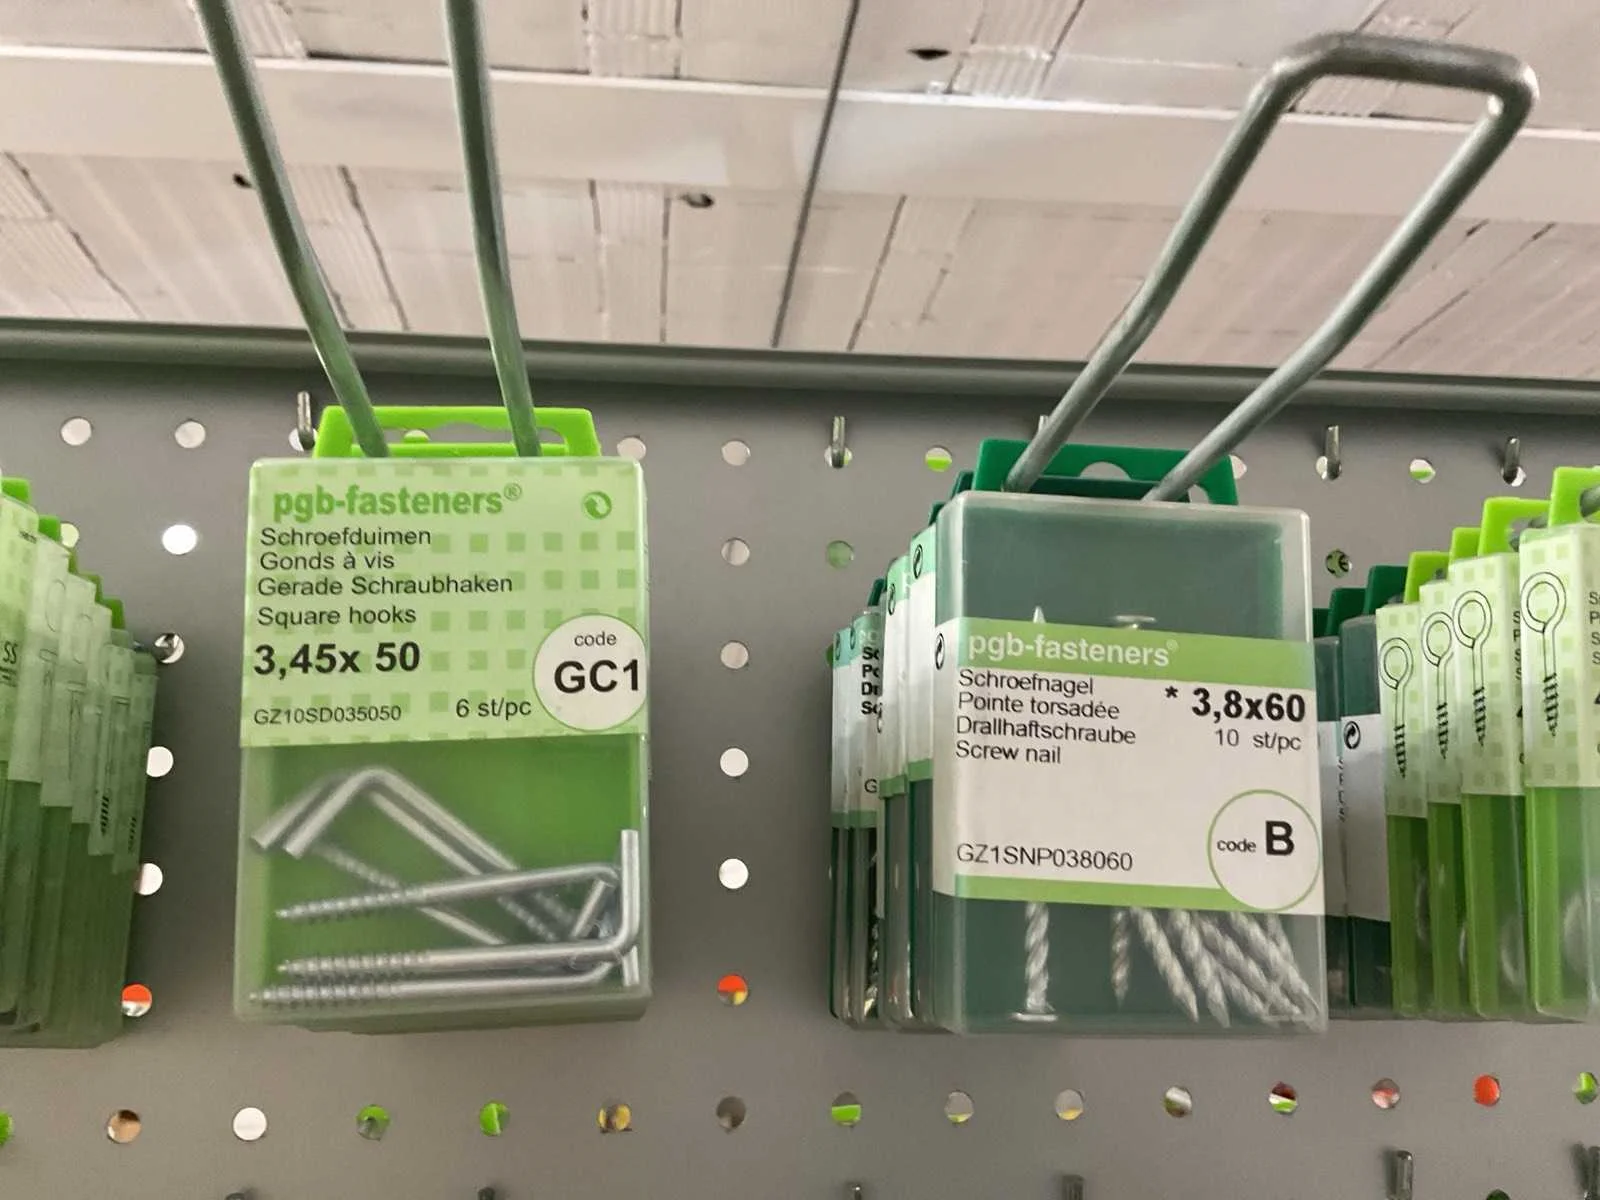 pgb-fasteners®
Schroefduimen
Gonds à vis
Gerade Schraubhaken
Square hooks
3,45x 50
code
GC1
GZ10SD035050
6 st/pc
pgb-fasteners®
Schroefnagel
Pointe torsadée
Drallhaftschraube
Screw nail
* 3,8x60
10 st/pc
GZ1SNP038060
code B